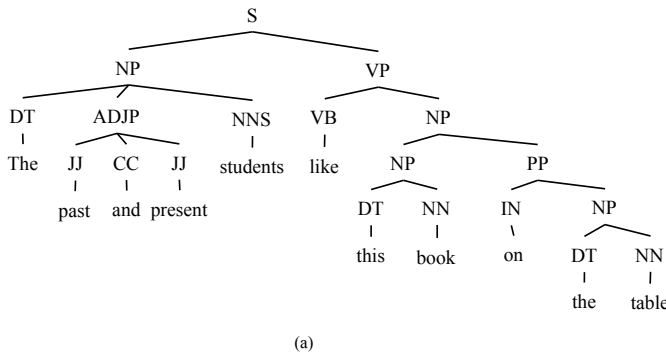 S
NP VP
DT ADJP NNS VB NP
The JJ CC JJ students like NP PP
past and present DT NN IN NP
this book on DT NN
the table
(a)